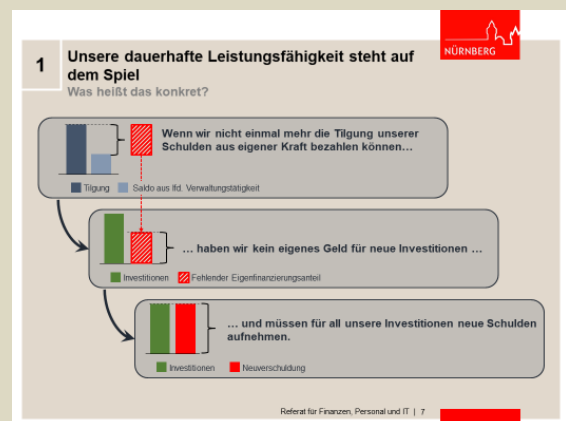 NÜRNBERG
1
Unsere dauerhafte Leistungsfähigkeit steht auf
dem Spiel
Was heißt das konkret?
Wenn wir nicht einmal mehr die Tilgung unserer
Schulden aus eigener Kraft bezahlen können…
Tilgung
Saldo aus lfd. Verwaltungstätigkeit
… haben wir kein eigenes Geld für neue Investitionen …
Investitionen
Fehlender Eigenfinanzierungsanteil
… und müssen für all unsere Investitionen neue Schulden
aufnehmen.
Investitionen
Neuverschuldung
Referat für Finanzen, Personal und IT | 7